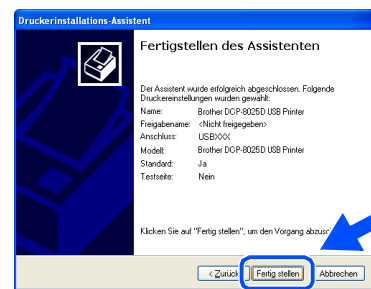 Druckerinstallations-Assistent
Fertigstellen des Assistenten
Der Assistent wurde erfolgreich abgeschlossen. Folgende
Druckereinstellungen wurden gewählt:
Name: Brother DCP-8025D USB Printer
Freigabename: <Nicht freigegeben>
Anschluss: USBXXX
Modell: Brother DCP-8025D USB Printer
Standard: Ja
Testseite: Nein
Klicken Sie auf "Fertig stellen", um den Vorgang
< Zurück Fertig stellen Abbrechen